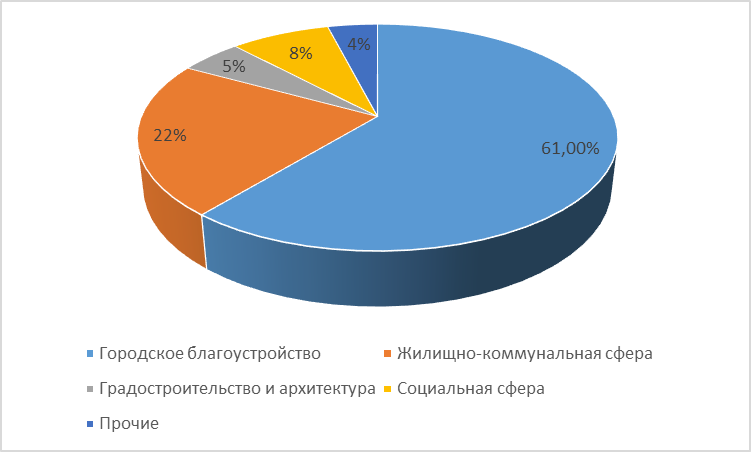 4%
8%
5%
22%
61,00%
Городское благоустройство
Жилищно-коммунальная сфера
Градостроительство и архитектура
Социальная сфера
Прочие